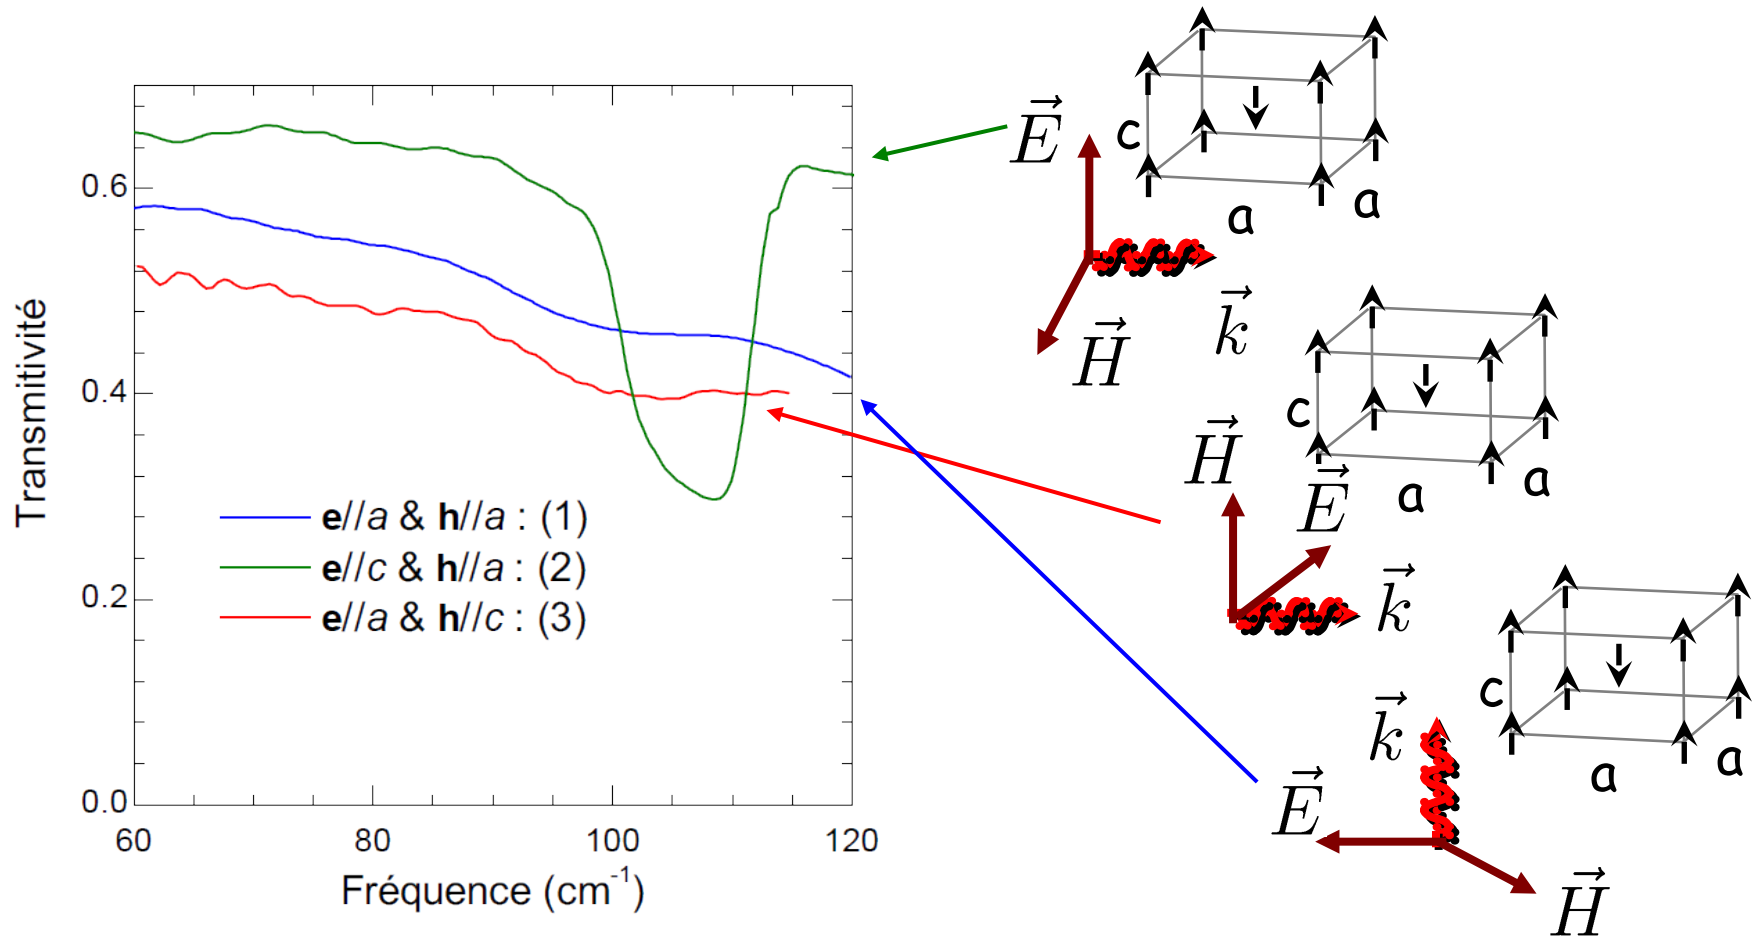 Transmitivité
0.6
0.4
0.2
0.0
60 80 100 120
Fréquence (cm⁻¹)
e//a & h//a : (1)
e//c & h//a : (2)
e//a & h//c : (3)
E⃗
H⃗
k⃗
c
a
a
H⃗
E⃗
k⃗
c
a
a
k⃗
E⃗
H⃗
c
a
a